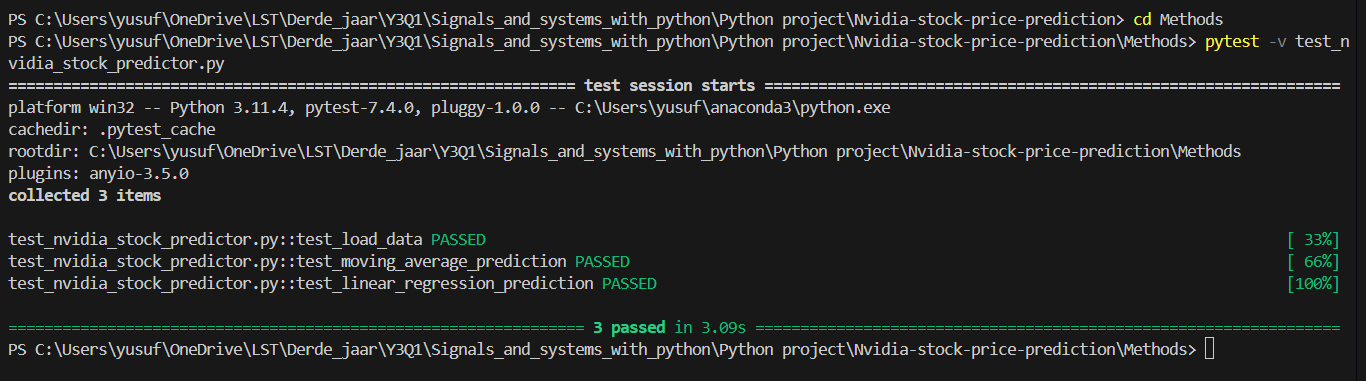 PS C:\Users\yusuf\OneDrive\LST\Derde_jaar\Y3Q1\Signals_and_systems_with_python\Python project\Nvidia-stock-price-prediction> cd Methods
PS C:\Users\yusuf\OneDrive\LST\Derde_jaar\Y3Q1\Signals_and_systems_with_python\Python project\Nvidia-stock-price-prediction\Methods> pytest -v test_n
vidia_stock_predictor.py
=============================================================== test session starts ================================================================
platform win32 -- Python 3.11.4, pytest-7.4.0, pluggy-1.0.0 -- C:\Users\yusuf\anaconda3\python.exe
cachedir: .pytest_cache
rootdir: C:\Users\yusuf\OneDrive\LST\Derde_jaar\Y3Q1\Signals_and_systems_with_python\Python project\Nvidia-stock-price-prediction\Methods
plugins: anyio-3.5.0
collected 3 items
test_nvidia_stock_predictor.py::test_load_data PASSED [ 33%]
test_nvidia_stock_predictor.py::test_moving_average_prediction PASSED [ 66%]
test_nvidia_stock_predictor.py::test_linear_regression_prediction PASSED [100%]
================================================================ 3 passed in 3.09s =================================================================
PS C:\Users\yusuf\OneDrive\LST\Derde_jaar\Y3Q1\Signals_and_systems_with_python\Python project\Nvidia-stock-price-prediction\Methods>